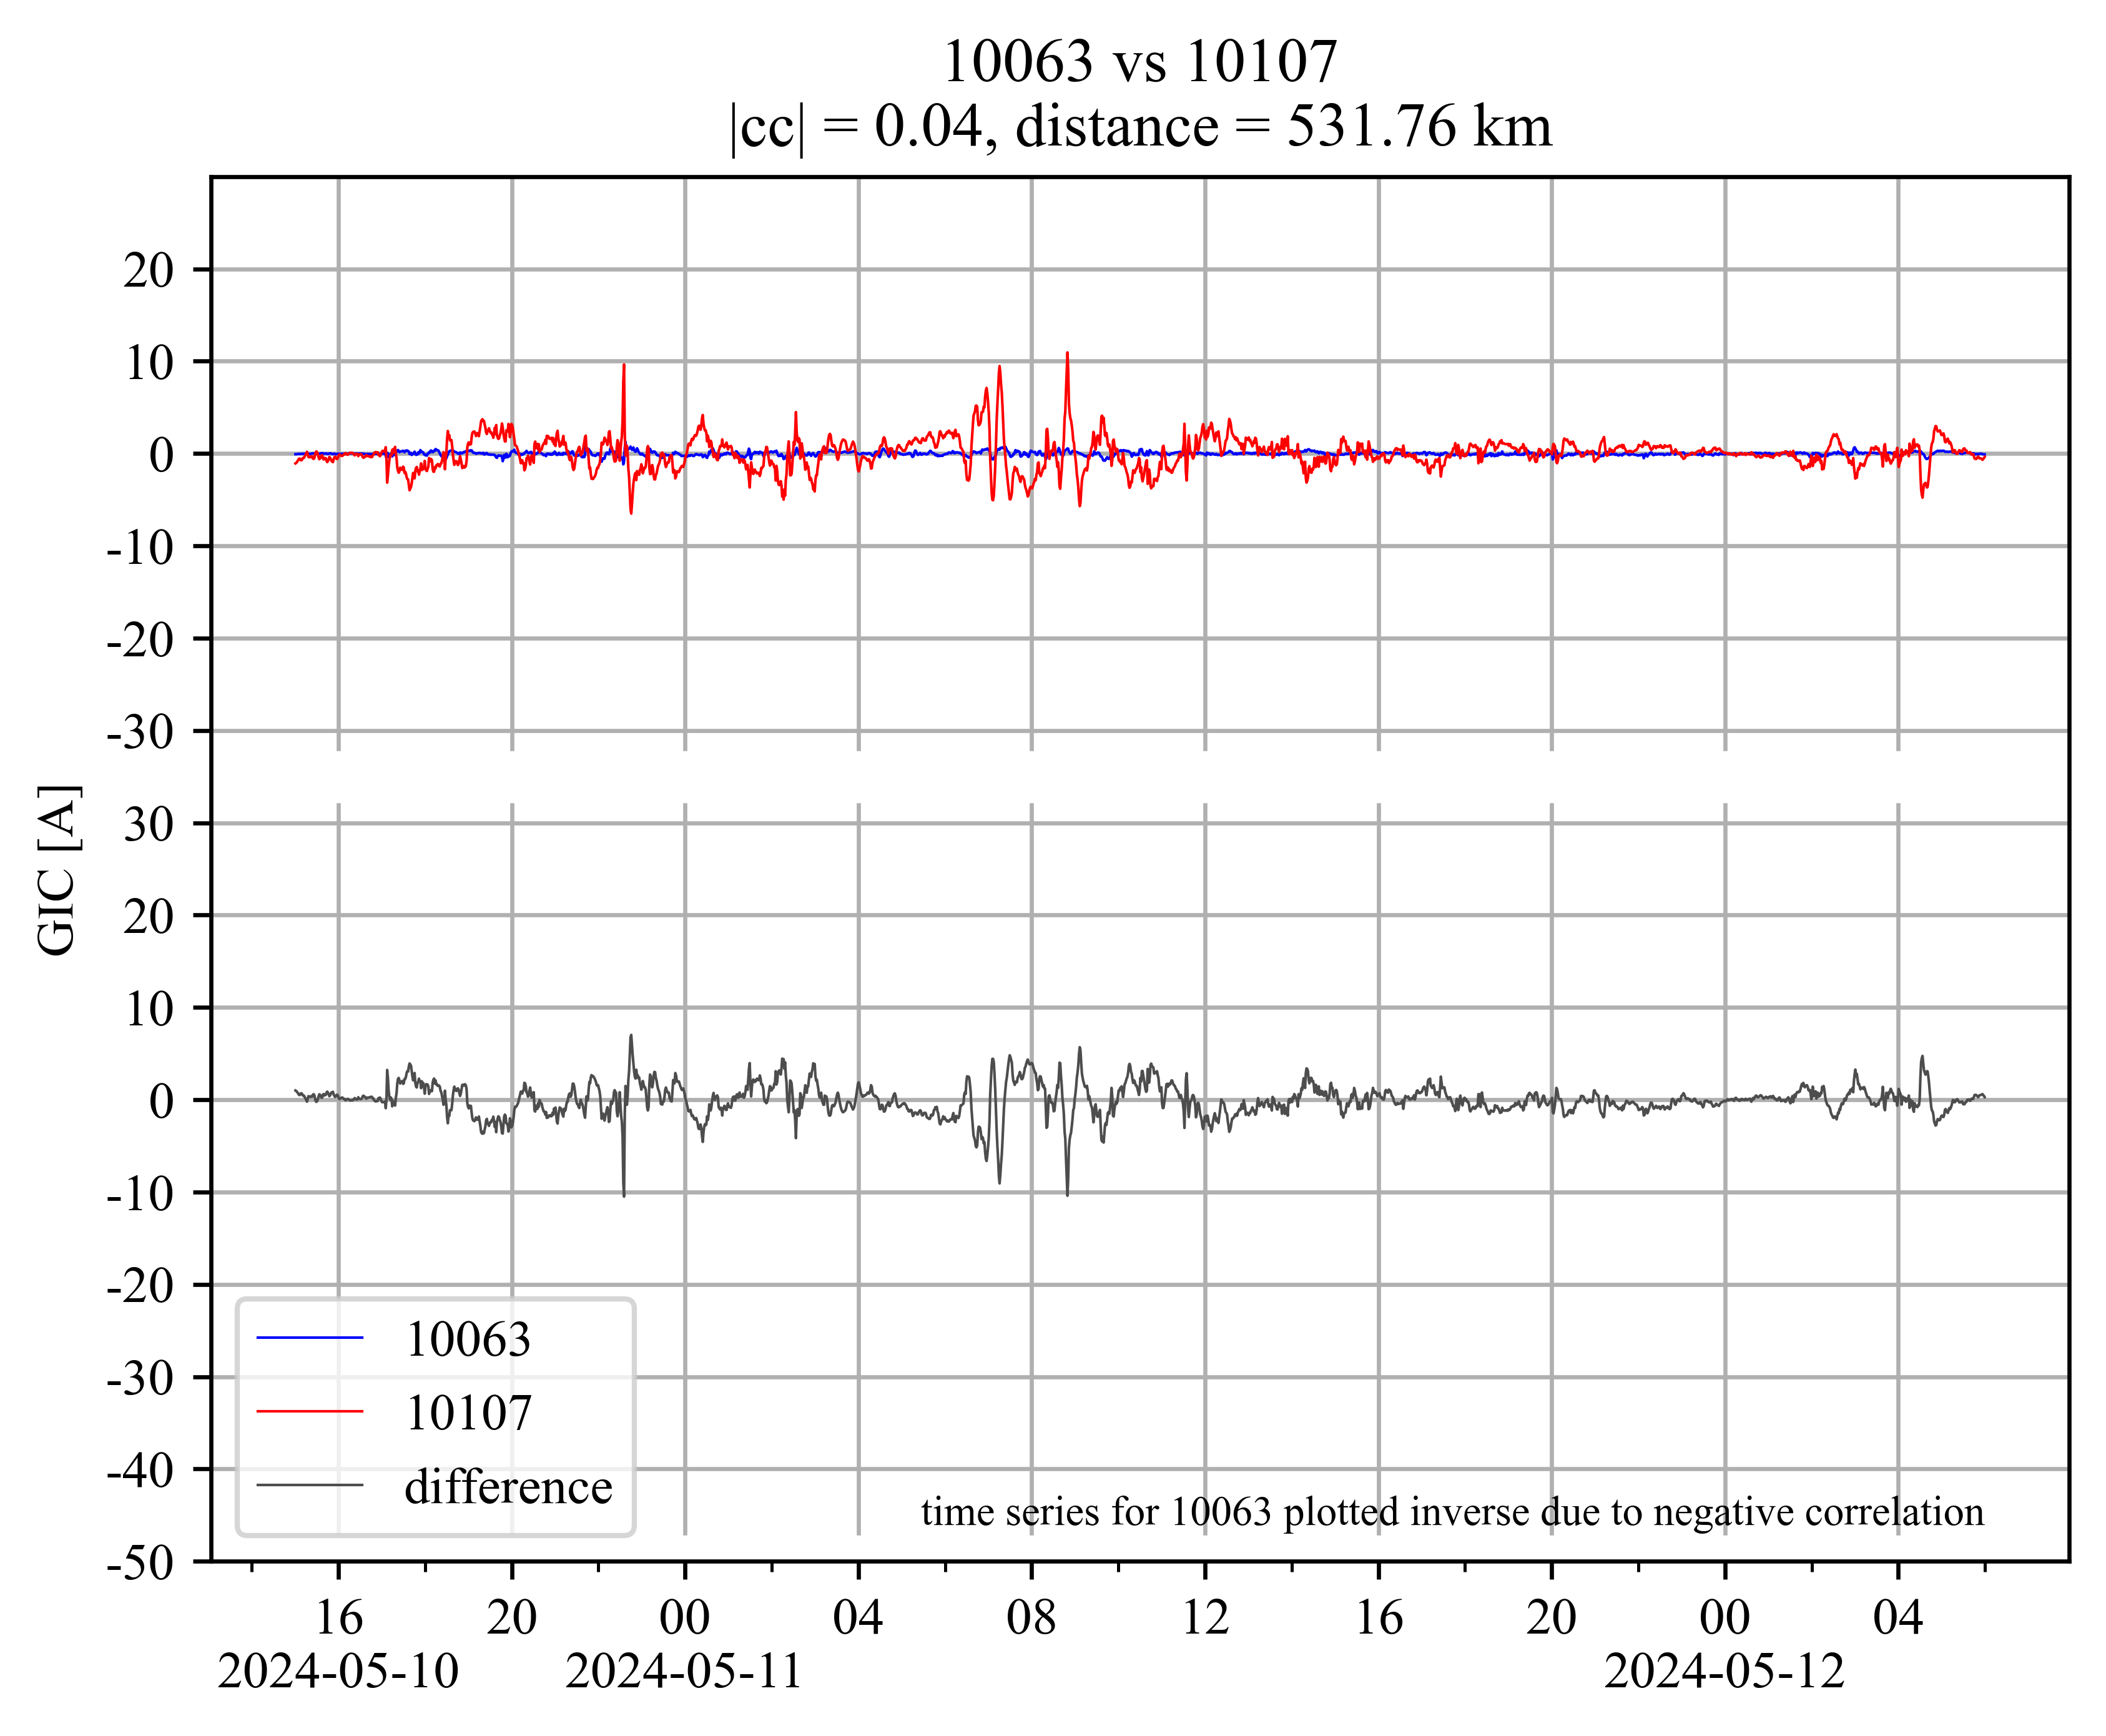 10063 vs 10107
|cc| = 0.04, distance = 531.76 km
GIC [A]
20
10
0
-10
-20
-30
30
20
10
0
-10
-20
-30
-40
-50
10063
10107
difference
time series for 10063 plotted inverse due to negative correlation
16 20 00 04 08 12 16 20 00 04
2024-05-10 2024-05-11 2024-05-12